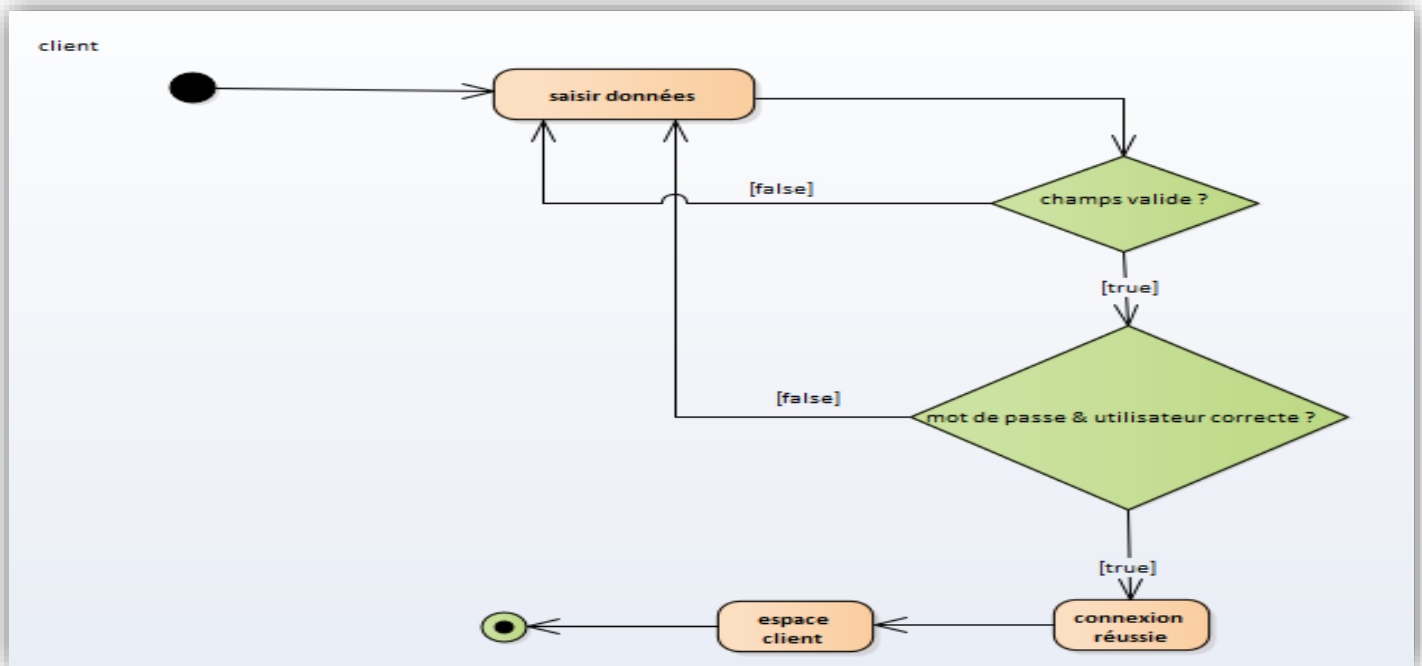 client
saisir données
[false]
champs valide ?
[true]
[false]
mot de passe & utilisateur correcte ?
[true]
espace
client
connexion
réussie